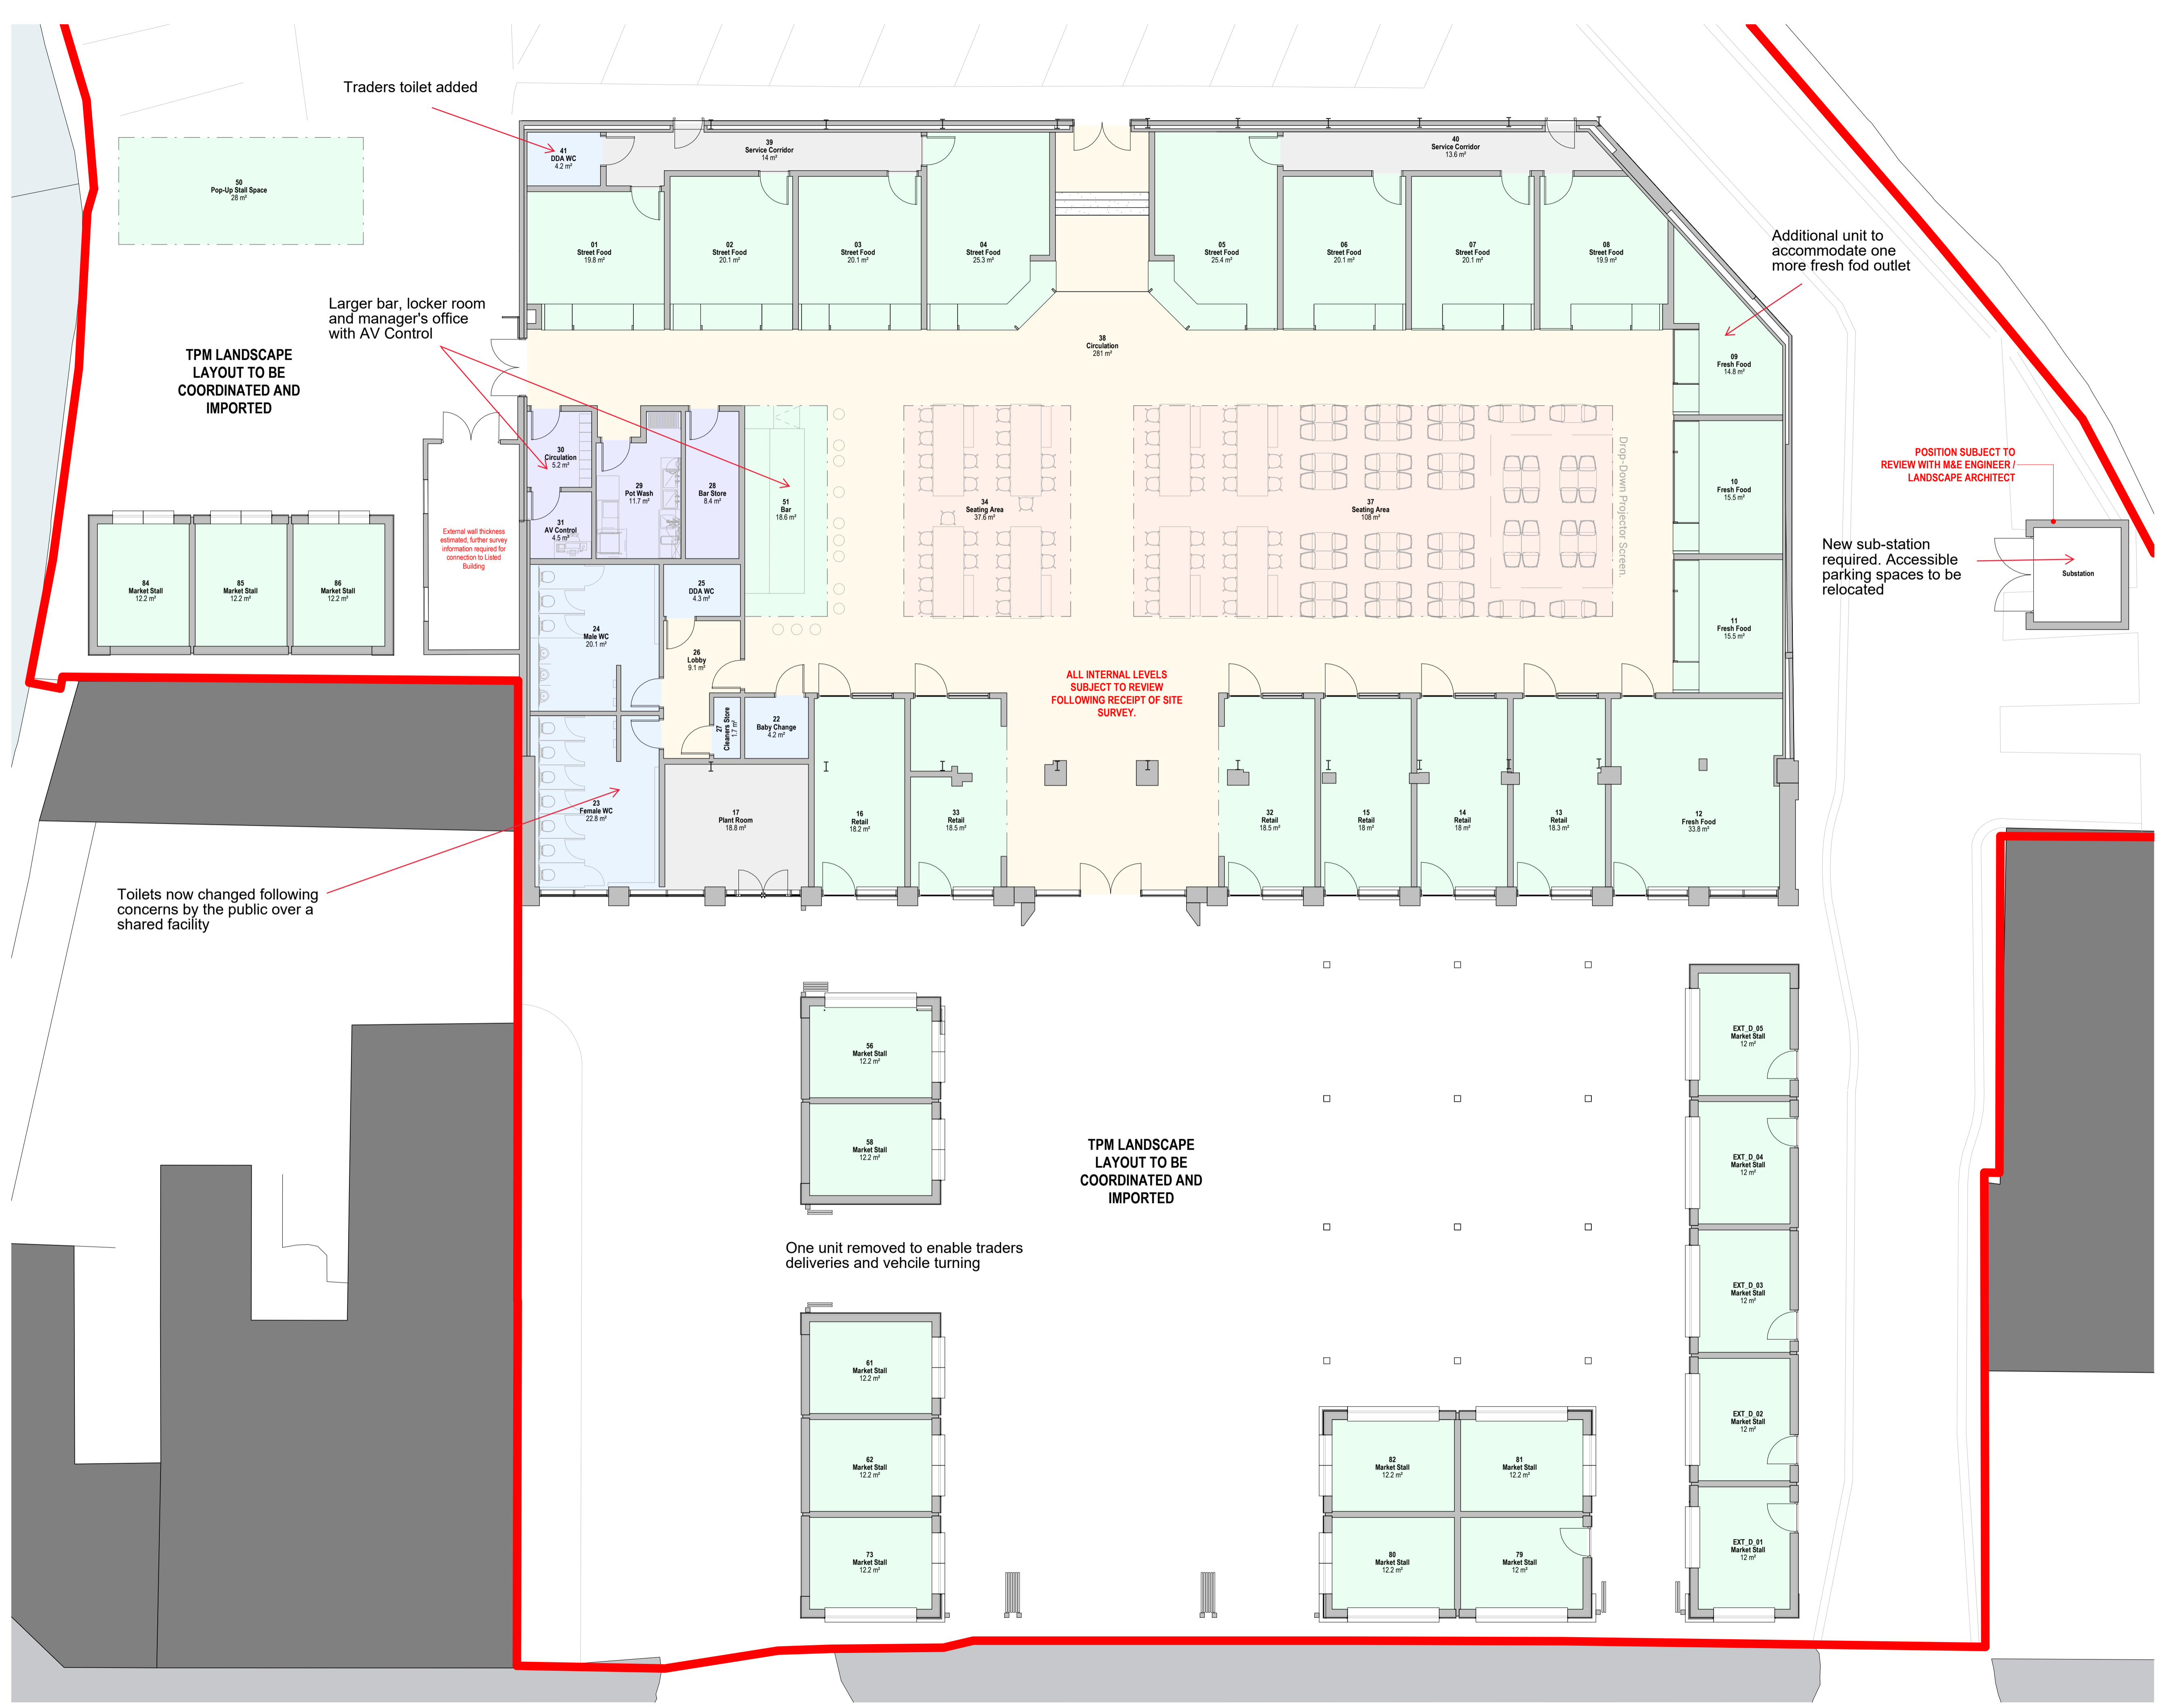 Traders toilet added
41
DDA WC
4.2 m²
39
Service Corridor
14 m²
40
Service Corridor
13.6 m²
50
Pop-Up Stall Space
28 m²
01
Street Food
19.8 m²
02
Street Food
20.1 m²
03
Street Food
20.1 m²
04
Street Food
25.3 m²
05
Street Food
25.4 m²
06
Street Food
20.1 m²
07
Street Food
20.1 m²
08
Street Food
19.9 m²
Additional unit to
accommodate one
more fresh fod outlet
Larger bar, locker room
and manager's office
with AV Control
TPM LANDSCAPE
LAYOUT TO BE
COORDINATED AND
IMPORTED
38
Circulation
281 m²
09
Fresh Food
14.8 m²
30
Circulation
5.2 m²
29
Pot Wash
11.7 m²
28
Bar Store
8.4 m²
31
AV Control
4.5 m²
51
Bar
18.6 m²
34
Seating Area
37.6 m²
37
Seating Area
108 m²
Drop-Down Projector Screen.
10
Fresh Food
15.5 m²
POSITION SUBJECT TO
REVIEW WITH M&E ENGINEER /
LANDSCAPE ARCHITECT
External wall thickness
estimated, further survey
information required for
connection to Listed
Building
New sub-station
required. Accessible
parking spaces to be
relocated
Substation
84
Market Stall
12.2 m²
85
Market Stall
12.2 m²
86
Market Stall
12.2 m²
25
DDA WC
4.3 m²
24
Male WC
20.1 m²
26
Lobby
9.1 m²
11
Fresh Food
15.5 m²
ALL INTERNAL LEVELS
SUBJECT TO REVIEW
FOLLOWING RECEIPT OF SITE
SURVEY.
27
Cleaners Store
1.7 m²
22
Baby Change
4.2 m²
23
Female WC
22.8 m²
17
Plant Room
18.8 m²
16
Retail
18.2 m²
33
Retail
18.5 m²
32
Retail
18.5 m²
15
Retail
18 m²
14
Retail
18 m²
13
Retail
18.3 m²
12
Fresh Food
33.8 m²
Toilets now changed following
concerns by the public over a
shared facility
56
Market Stall
12.2 m²
58
Market Stall
12.2 m²
TPM LANDSCAPE
LAYOUT TO BE
COORDINATED AND
IMPORTED
EXT_D_05
Market Stall
12 m²
EXT_D_04
Market Stall
12 m²
One unit removed to enable traders
deliveries and vehcile turning
EXT_D_03
Market Stall
12 m²
61
Market Stall
12.2 m²
62
Market Stall
12.2 m²
73
Market Stall
12.2 m²
82
Market Stall
12.2 m²
81
Market Stall
12.2 m²
80
Market Stall
12.2 m²
79
Market Stall
12 m²
EXT_D_02
Market Stall
12 m²
EXT_D_01
Market Stall
12 m²